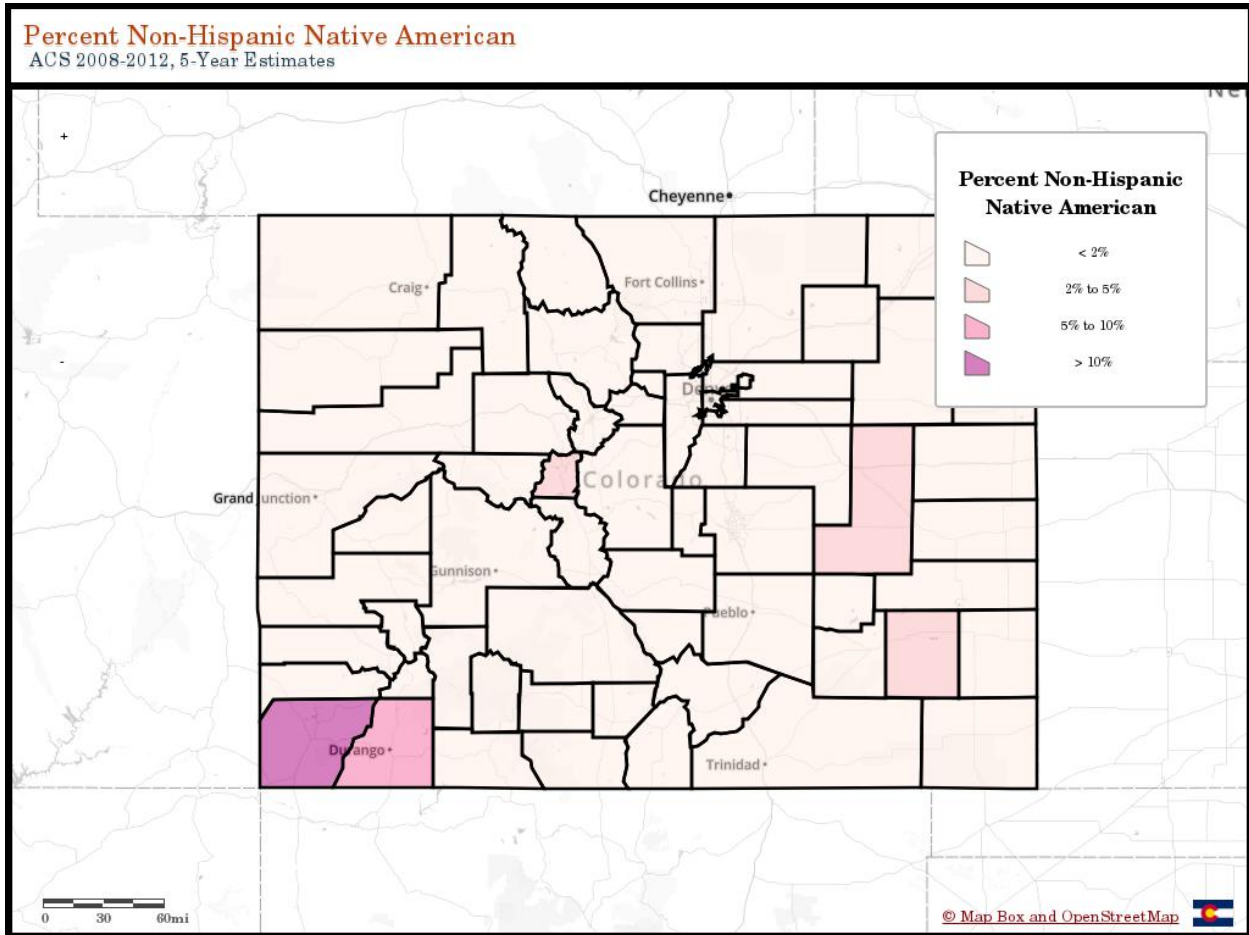 Percent Non-Hispanic Native American
ACS 2008-2012, 5-Year Estimates
+
Cheyenne
Percent Non-Hispanic
Native American
< 2%
2% to 5%
5% to 10%
> 10%
Craig
Fort Collins
-
Colorado
Grand Junction
Gunnison
Pueblo
Durango
Trinidad
0 30 60mi
© Map Box and OpenStreetMap